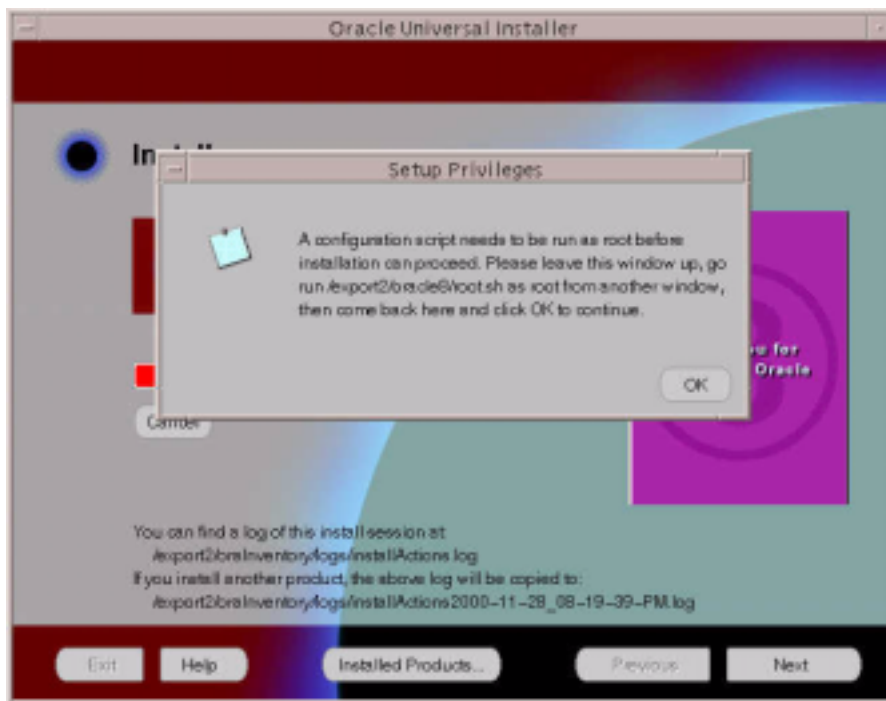 Oracle Universal Installer
Install
Setup Privileges
A configuration script needs to be run as root before
installation can proceed. Please leave this window up, go
run /export2/oracle8/root.sh as root from another window,
then come back here and click OK to continue.
OK
ou for
Oracle
Cancel
You can find a log of this install session at:
/export2/oraInventory/logs/installActions.log
If you install another product, the above log will be copied to:
/export2/oraInventory/logs/installActions2000-11-28_08-19-39-PM.log
Exit
Help
Installed Products...
Previous
Next